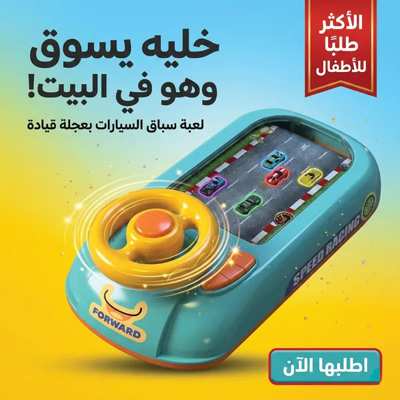 الأكثر
طلبًا
للأطفال
خليه يسوق
وهو في البيت!
لعبة سباق السيارات بعجلة قيادة
SPEED RACING
FORWARD
اطلبها الآن